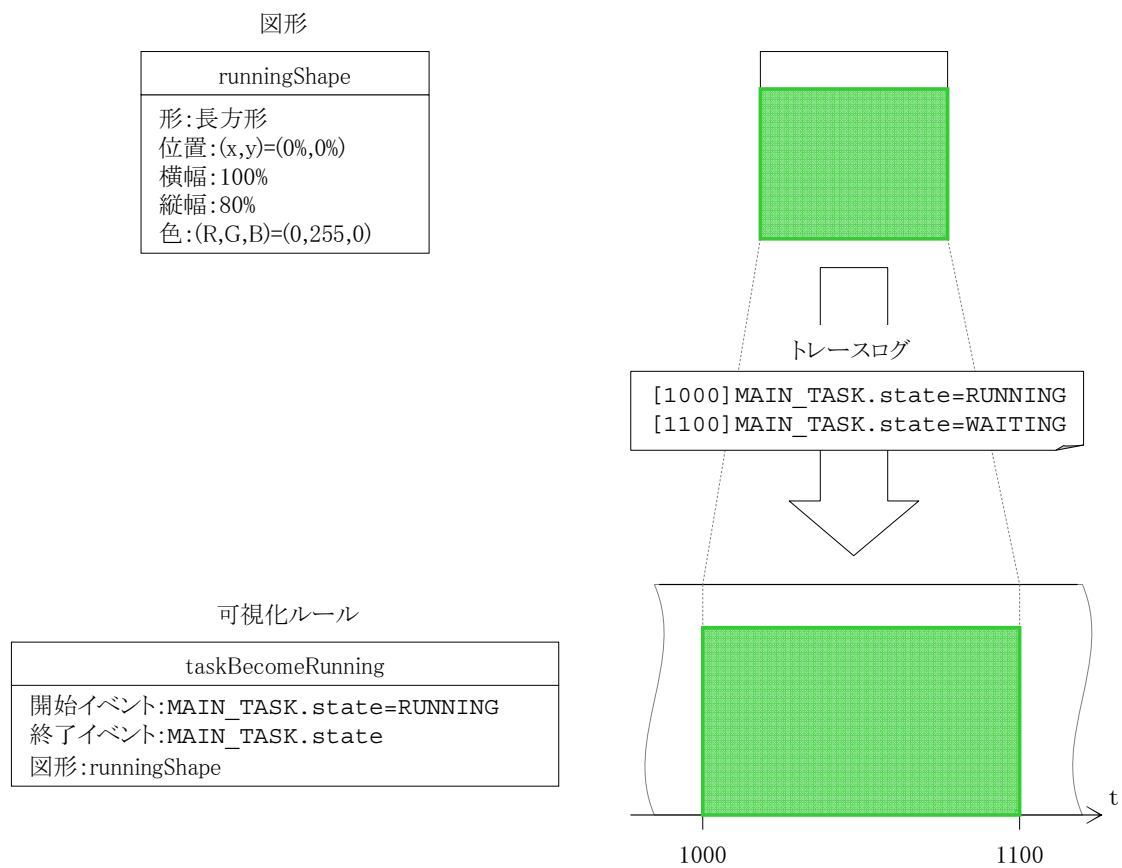 図形
runningShape
形:長方形
位置:(x,y)=(0%,0%)
横幅:100%
縦幅:80%
色:(R,G,B)=(0,255,0)
トレースログ
[1000]MAIN_TASK.state=RUNNING
[1100]MAIN_TASK.state=WAITING
可視化ルール
taskBecomeRunning
開始イベント:MAIN_TASK.state=RUNNING
終了イベント:MAIN_TASK.state
図形:runningShape
t
1000
1100